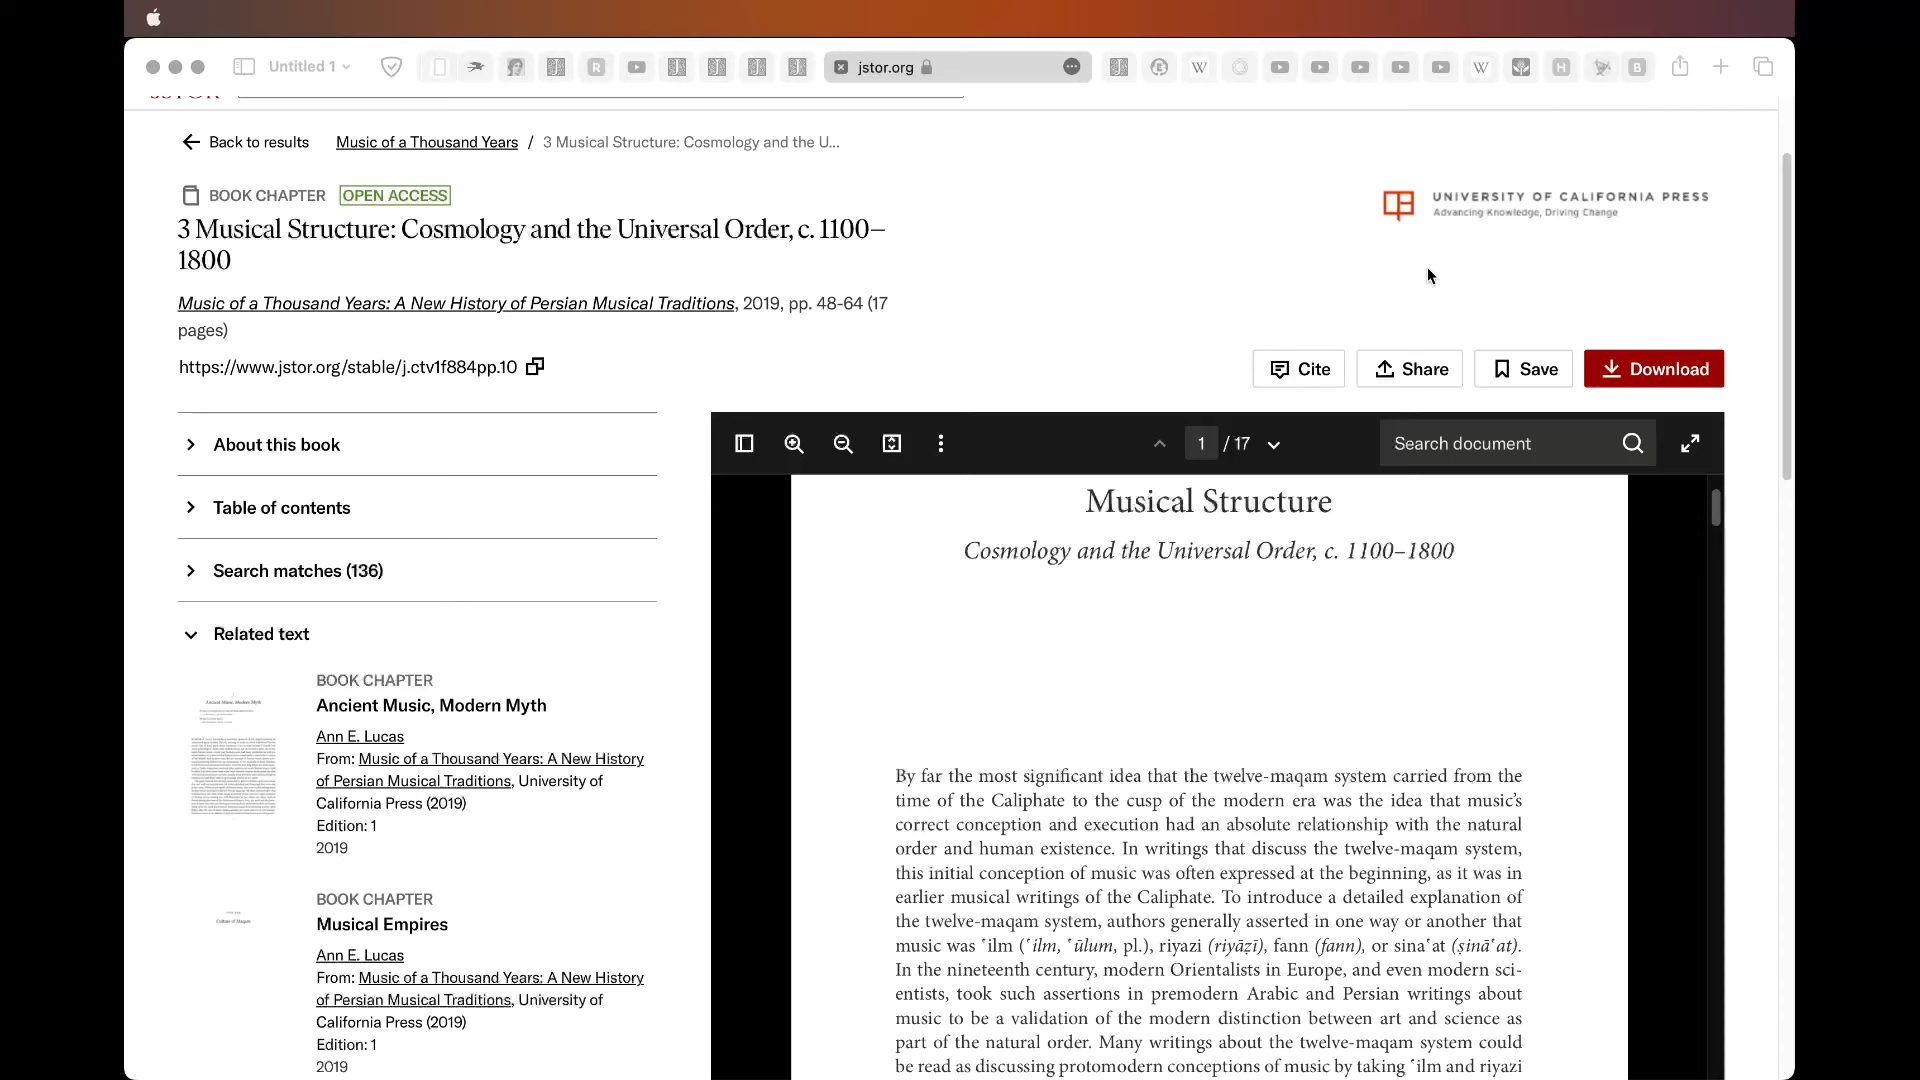 Untitled 1
jstor.org
Back to results
Music of a Thousand Years / 3 Musical Structure: Cosmology and the U...
BOOK CHAPTER OPEN ACCESS
3 Musical Structure: Cosmology and the Universal Order, c. 1100–
1800
Music of a Thousand Years: A New History of Persian Musical Traditions, 2019, pp. 48-64 (17
pages)
https://www.jstor.org/stable/j.ctv1f884pp.10
UNIVERSITY OF CALIFORNIA PRESS
Advancing Knowledge, Driving Change
Cite
Share
Save
Download
About this book
Table of contents
Search matches (136)
Related text
BOOK CHAPTER
Ancient Music, Modern Myth
Ann E. Lucas
From: Music of a Thousand Years: A New History
of Persian Musical Traditions, University of
California Press (2019)
Edition: 1
2019
BOOK CHAPTER
Musical Empires
Ann E. Lucas
From: Music of a Thousand Years: A New History
of Persian Musical Traditions, University of
California Press (2019)
Edition: 1
2019
1 / 17
Search document
Musical Structure
Cosmology and the Universal Order, c. 1100–1800
By far the most significant idea that the twelve-maqam system carried from the
time of the Caliphate to the cusp of the modern era was the idea that music’s
correct conception and execution had an absolute relationship with the natural
order and human existence. In writings that discuss the twelve-maqam system,
this initial conception of music was often expressed at the beginning, as it was in
earlier musical writings of the Caliphate. To introduce a detailed explanation of
the twelve-maqam system, authors generally asserted in one way or another that
music was ʿilm (ʿilm, ʿūlum, pl.), riyazi (riyāẓī), fann (fann), or sinaʿat (ṣināʿat).
In the nineteenth century, modern Orientalists in Europe, and even modern sci-
entists, took such assertions in premodern Arabic and Persian writings about
music to be a validation of the modern distinction between art and science as
part of the natural order. Many writings about the twelve-maqam system could
be read as discussing protomodern conceptions of music by taking ʿilm and riyazi